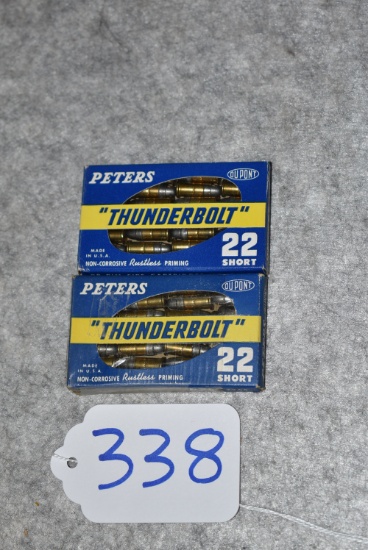 PETERS DU PONT
"THUNDERBOLT"
MADE
IN U.S.A.
22
SHORT
NON-CORROSIVE Rustless PRIMING
PETERS DU PONT
"THUNDERBOLT"
MADE
IN U.S.A.
22
SHORT
NON-CORROSIVE Rustless PRIMING
338